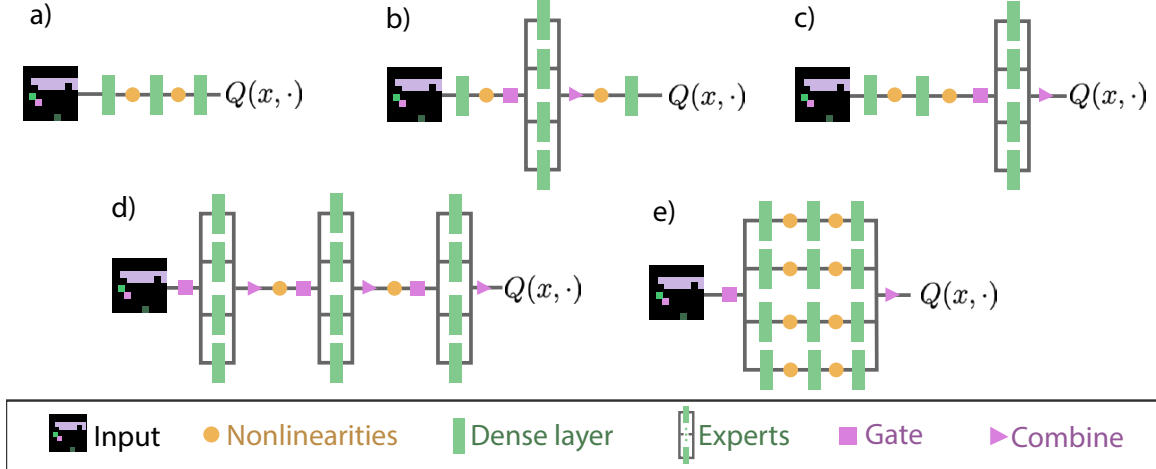 a)
Q(x, ·)
b)
Q(x, ·)
c)
Q(x, ·)
d)
Q(x, ·)
e)
Q(x, ·)
Input
Nonlinearities
Dense layer
Experts
Gate
Combine